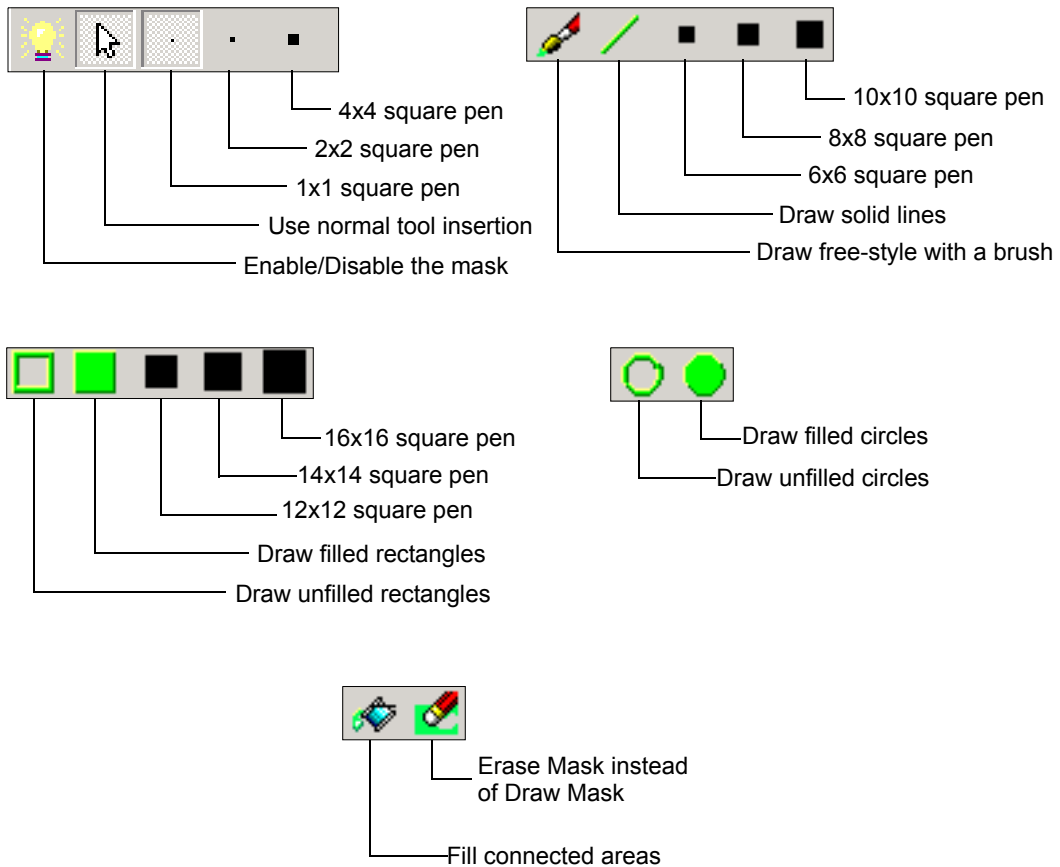 4x4 square pen
2x2 square pen
1x1 square pen
Use normal tool insertion
Enable/Disable the mask
10x10 square pen
8x8 square pen
6x6 square pen
Draw solid lines
Draw free-style with a brush
16x16 square pen
14x14 square pen
12x12 square pen
Draw filled rectangles
Draw unfilled rectangles
Draw filled circles
Draw unfilled circles
Erase Mask instead
of Draw Mask
Fill connected areas